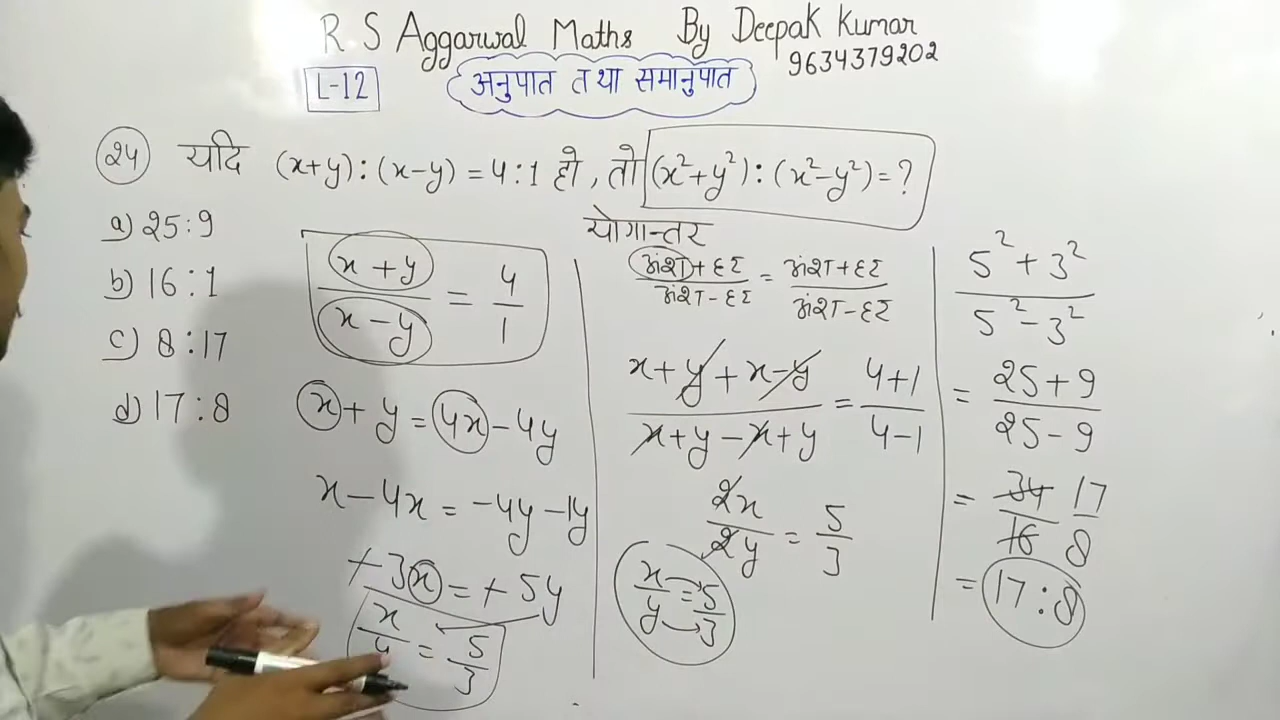 R.S Aggarwal Maths By Deepak Kumar
9634379202
L-12
अनुपात तथा समानुपात
24 यदि (x+y):(x-y)=4:1 हो, तो (x²+y²):(x²-y²)=?
a) 25:9
b) 16:1
c) 8:17
d) 17:8
(x+y)/(x-y) = 4/1
x+y=4x-4y
x-4x=-4y-1y
+3x=+5y
x/y = 5/3
योगान्तर
अंश+हर/अंश-हर = अंश+हर/अंश-हर
(x+y+x-y)/(x+y-x+y) = (4+1)/(4-1)
2x/2y = 5/3
x/y = 5/3
(5²+3²)/(5²-3²)
= (25+9)/(25-9)
= 34/16 17/8
= 17:8